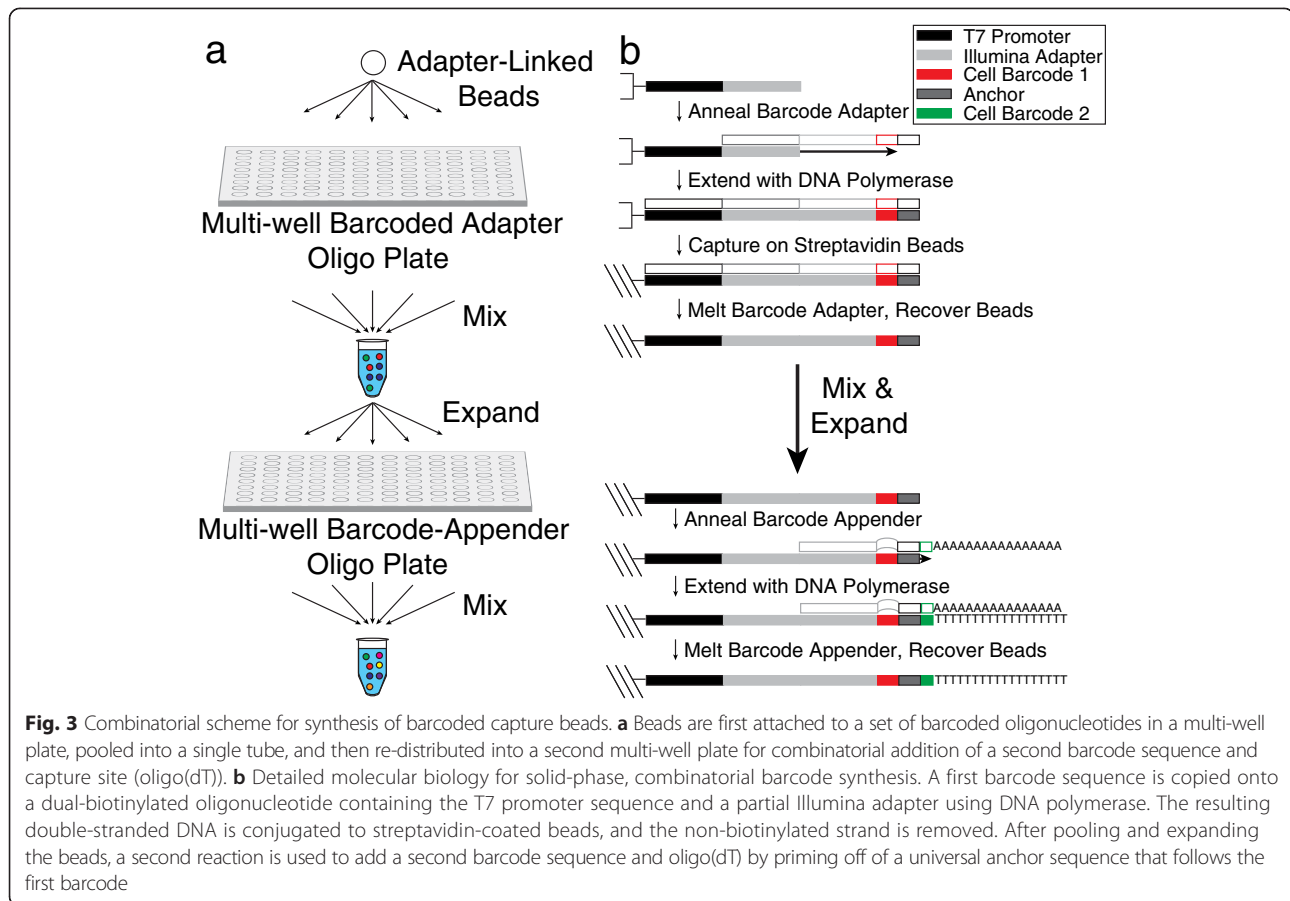 a
Adapter-Linked
Beads
Multi-well Barcoded Adapter
Oligo Plate
Mix
Expand
Multi-well Barcode-Appender
Oligo Plate
Mix
b
T7 Promoter
Illumina Adapter
Cell Barcode 1
Anchor
Cell Barcode 2
Anneal Barcode Adapter
Extend with DNA Polymerase
Capture on Streptavidin Beads
Melt Barcode Adapter, Recover Beads
Mix &
Expand
Anneal Barcode Appender
AAAAAAAAAAAAAAAA
Extend with DNA Polymerase
AAAAAAAAAAAAAAAA
TTTTTTTTTTTTTTTTT
Melt Barcode Appender, Recover Beads
TTTTTTTTTTTTTTTTT
Fig. 3 Combinatorial scheme for synthesis of barcoded capture beads. a Beads are first attached to a set of barcoded oligonucleotides in a multi-well
plate, pooled into a single tube, and then re-distributed into a second multi-well plate for combinatorial addition of a second barcode sequence and
capture site (oligo(dT)). b Detailed molecular biology for solid-phase, combinatorial barcode synthesis. A first barcode sequence is copied onto
a dual-biotinylated oligonucleotide containing the T7 promoter sequence and a partial Illumina adapter using DNA polymerase. The resulting
double-stranded DNA is conjugated to streptavidin-coated beads, and the non-biotinylated strand is removed. After pooling and expanding
the beads, a second reaction is used to add a second barcode sequence and oligo(dT) by priming off of a universal anchor sequence that follows the
first barcode